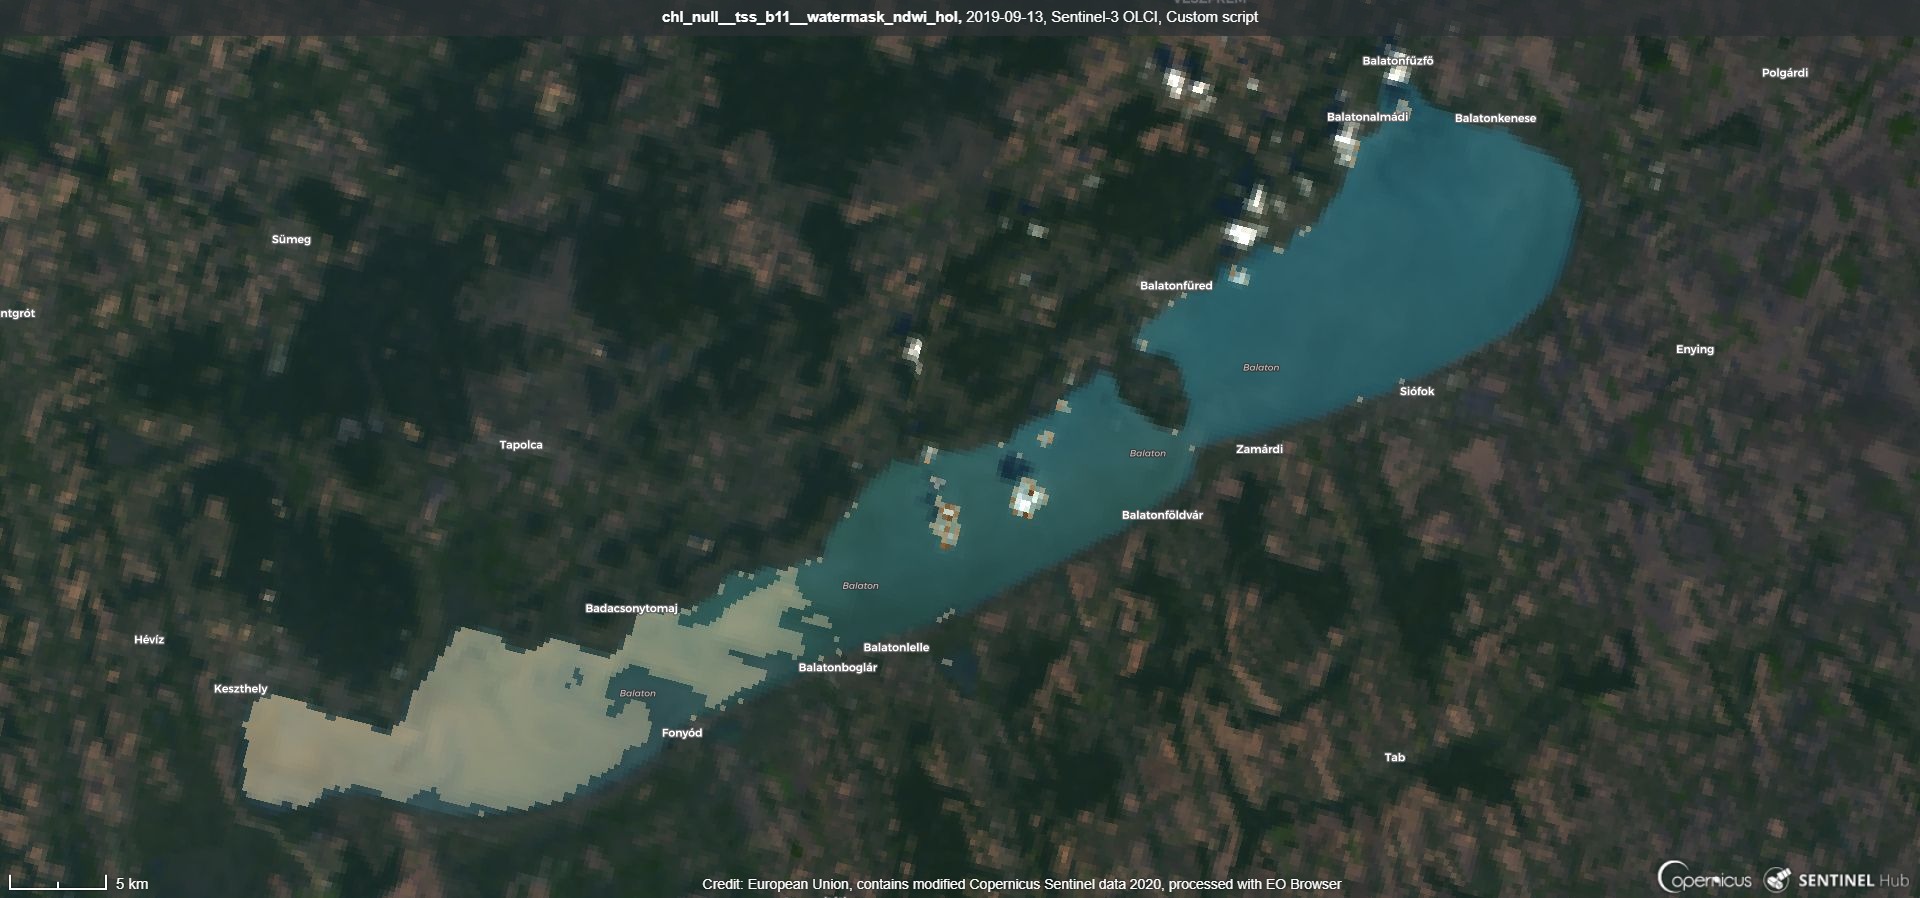 chl_null__tss_b11__watermask_ndwi_hol, 2019-09-13, Sentinel-3 OLCI, Custom script
Balatonfűzfő
Polgárdi
Balatonalmádi
Balatonkenese
Sümeg
Balatonfüred
ntgrót
Enying
Balaton
Siófok
Tapolca
Balaton
Zamárdi
Balatonföldvár
Balaton
Badacsonytomaj
Hévíz
Balatonlelle
Balatonboglár
Keszthely
Balaton
Fonyód
Tab
5 km
Credit: European Union, contains modified Copernicus Sentinel data 2020, processed with EO Browser
opernicus
SENTINEL Hub